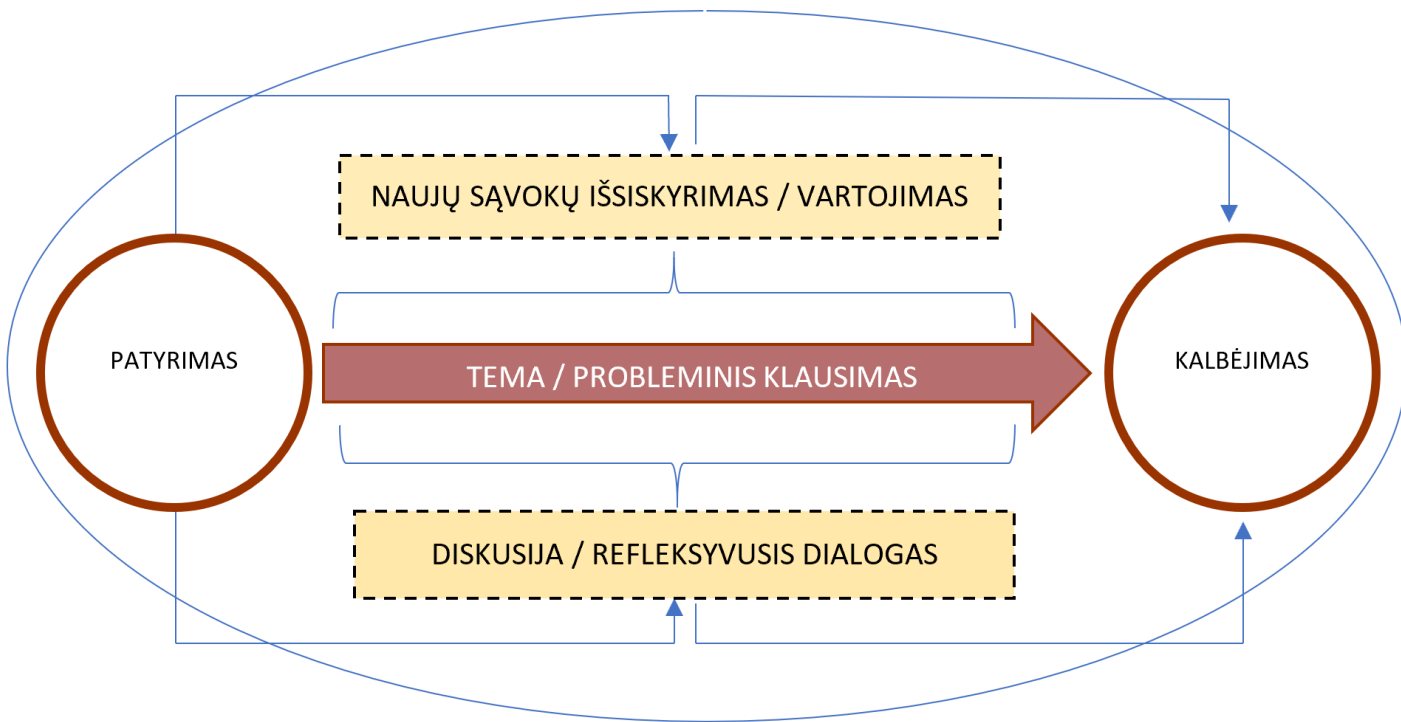 NAUJŲ SĄVOKŲ IŠSISKYRIMAS / VARTOJIMAS
PATYRIMAS
TEMA / PROBLEMINIS KLAUSIMAS
KALBĖJIMAS
DISKUSIJA / REFLEKSYVUSIS DIALOGAS